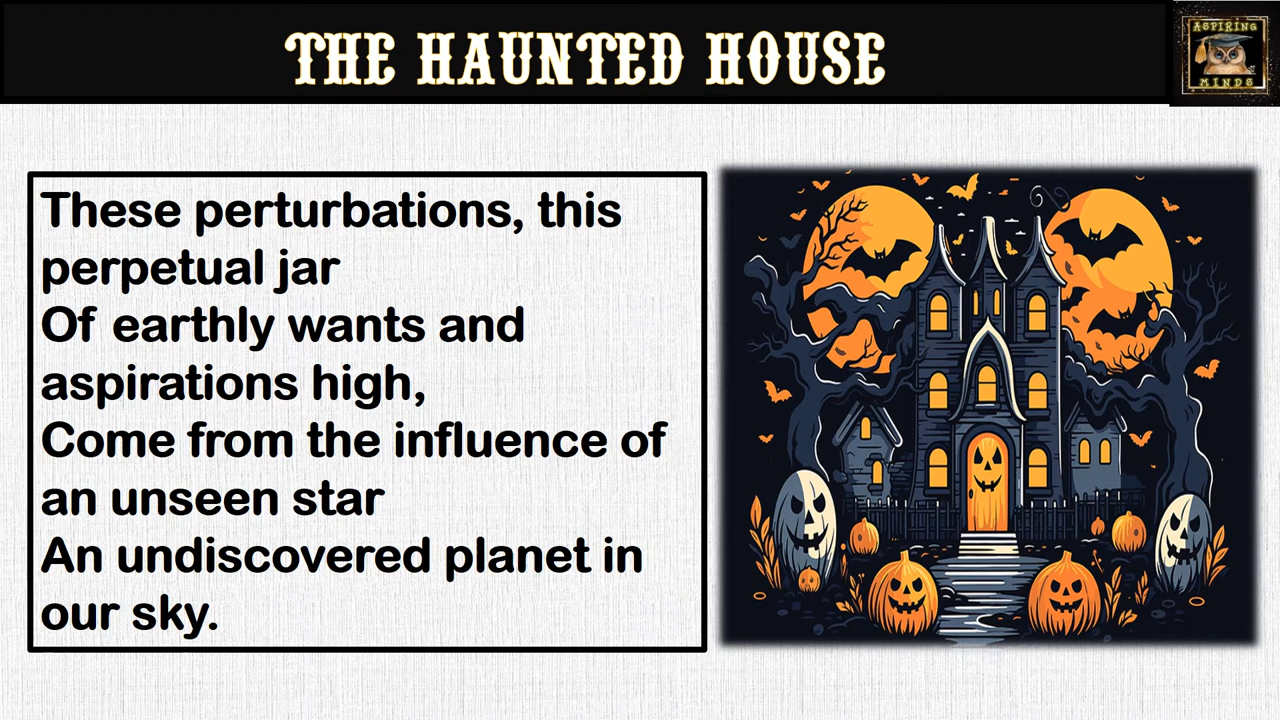 THE HAUNTED HOUSE
ASPIRING
MINDS
These perturbations, this
perpetual jar
Of earthly wants and
aspirations high,
Come from the influence of
an unseen star
An undiscovered planet in
our sky.